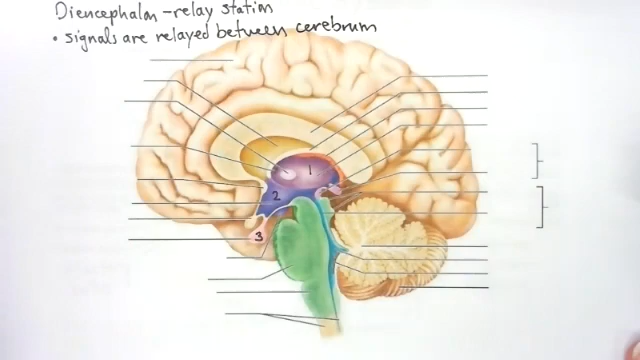 Diencephalon - relay station
• signals are relayed between cerebrum
1
2
3